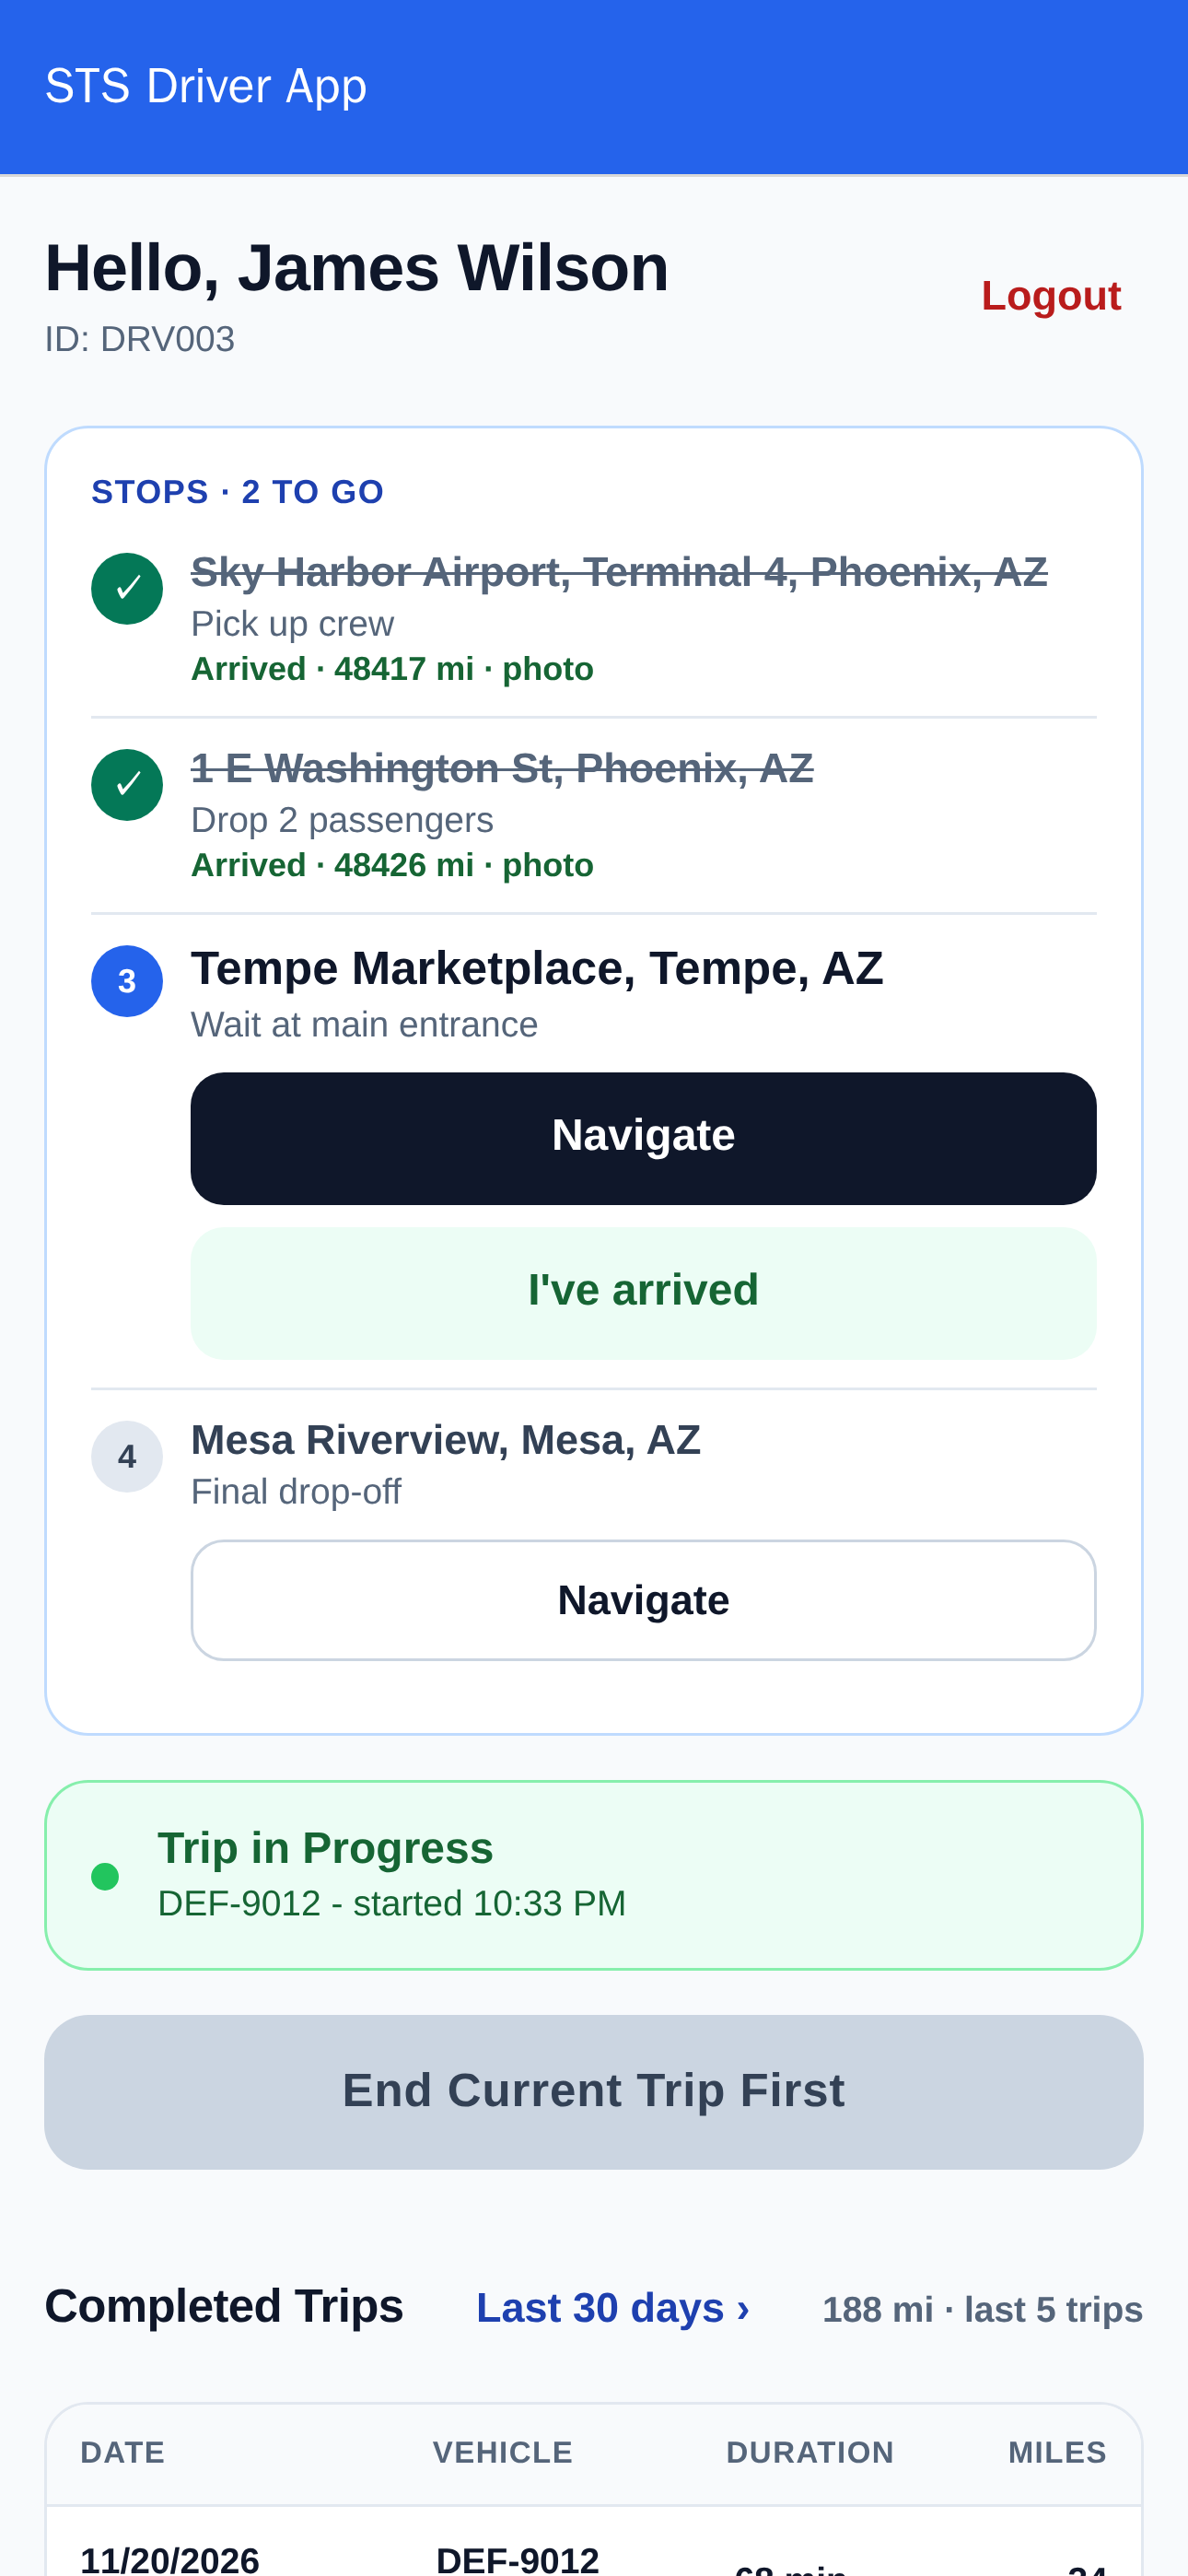 STS Driver App
Hello, James Wilson
Logout
ID: DRV003
STOPS · 2 TO GO
✓
Sky Harbor Airport, Terminal 4, Phoenix, AZ
Pick up crew
Arrived · 48417 mi · photo
✓
1 E Washington St, Phoenix, AZ
Drop 2 passengers
Arrived · 48426 mi · photo
3
Tempe Marketplace, Tempe, AZ
Wait at main entrance
Navigate
I've arrived
4
Mesa Riverview, Mesa, AZ
Final drop-off
Navigate
Trip in Progress
DEF-9012 - started 10:33 PM
End Current Trip First
Completed Trips Last 30 days › 188 mi · last 5 trips
DATE VEHICLE DURATION MILES
11/20/2026 DEF-9012